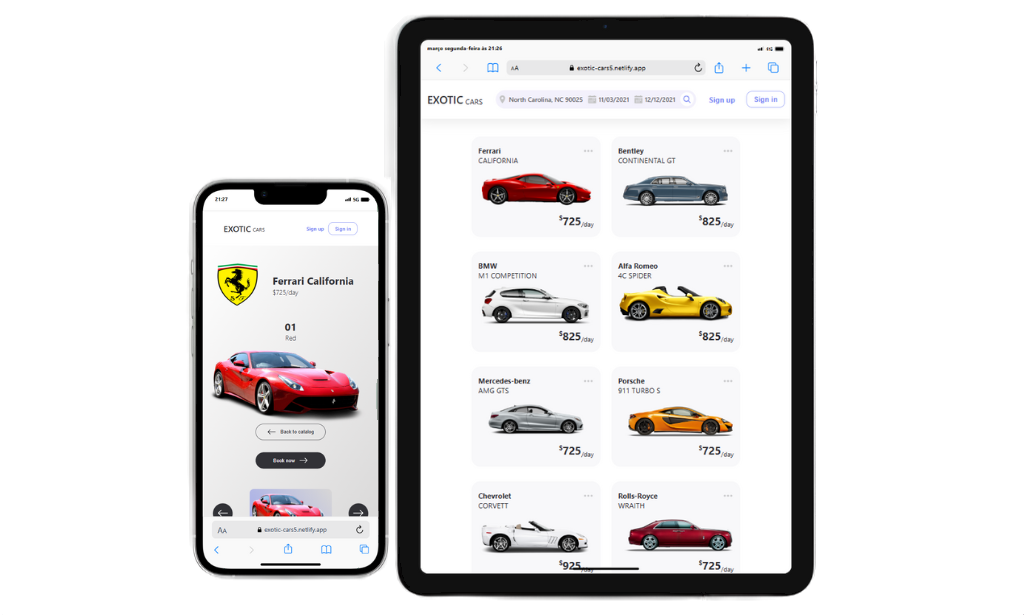 21:27
5G
EXOTIC CARS
Sign up
Sign in
Ferrari California
$725/day
01
Red
Back to catalog
Book now
AA
exotic-cars5.netlify.app
março segunda-feira às 21:26
4G
AA
exotic-cars5.netlify.app
EXOTIC CARS
North Carolina, NC 90025
11/03/2021
12/12/2021
Sign up
Sign in
Ferrari
CALIFORNIA
$725/day
Bentley
CONTINENTAL GT
$825/day
BMW
M1 COMPETITION
$825/day
Alfa Romeo
4C SPIDER
$825/day
Mercedes-benz
AMG GTS
$725/day
Porsche
911 TURBO S
$725/day
Chevrolet
CORVETT
$925/day
Rolls-Royce
WRAITH
$725/day